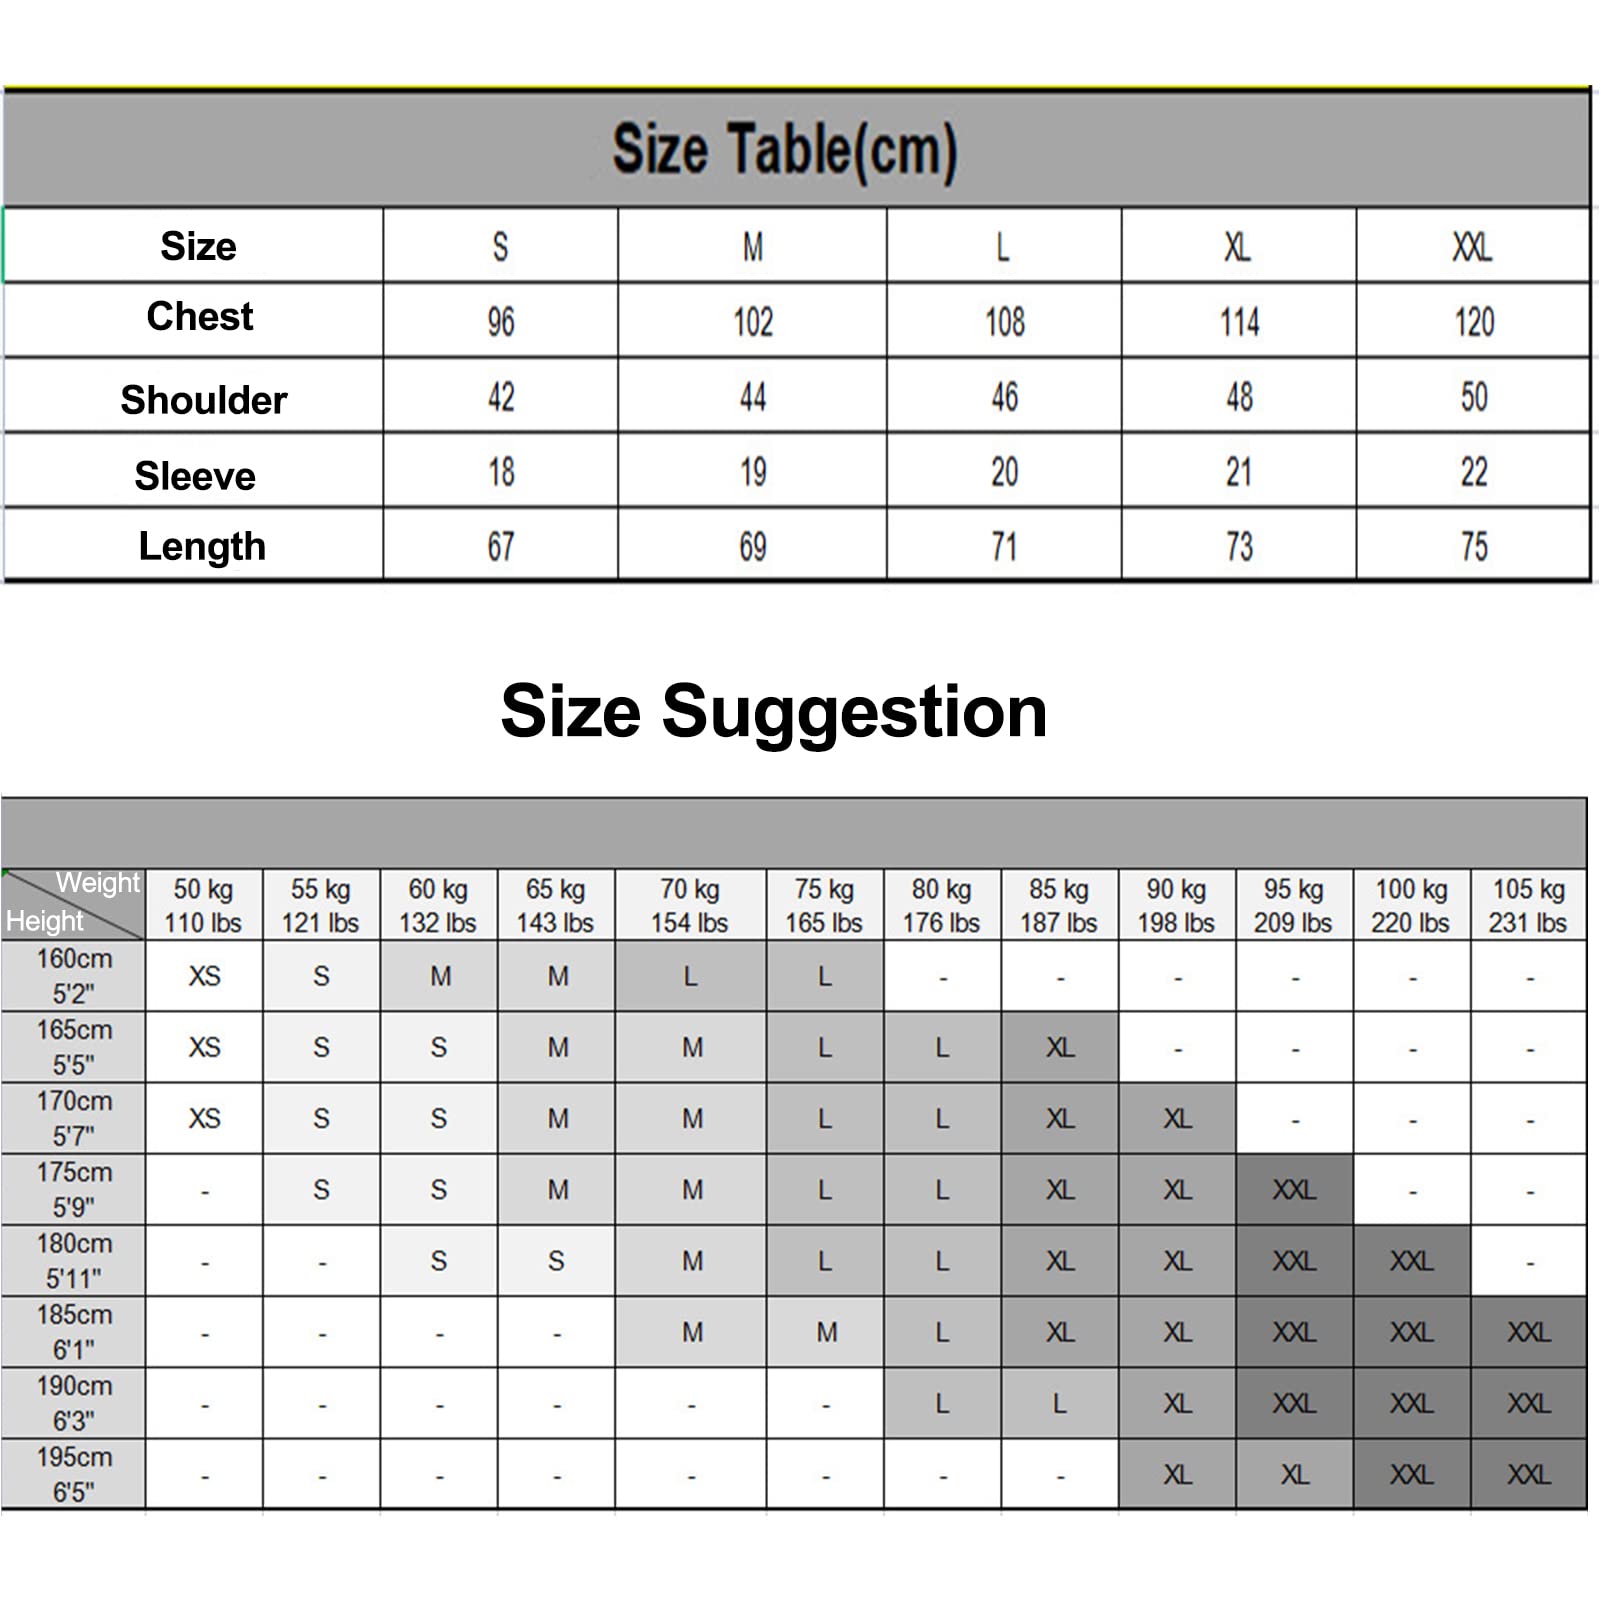 Size Table(cm)
Size S M L XL XXL
Chest 96 102 108 114 120
Shoulder 42 44 46 48 50
Sleeve 18 19 20 21 22
Length 67 69 71 73 75
Size Suggestion
Weight 50 kg 55 kg 60 kg 65 kg 70 kg 75 kg 80 kg 85 kg 90 kg 95 kg 100 kg 105 kg
Height 110 lbs 121 lbs 132 lbs 143 lbs 154 lbs 165 lbs 176 lbs 187 lbs 198 lbs 209 lbs 220 lbs 231 lbs
160cm
5'2" XS S M M L L - - - - - -
165cm
5'5" XS S S M M L L XL - - - -
170cm
5'7" XS S S M M L L XL XL - - -
175cm
5'9" - S S M M L L XL XL XXL - -
180cm
5'11" - - S S M L L XL XL XXL XXL -
185cm
6'1" - - - - M M L XL XL XXL XXL XXL
190cm
6'3" - - - - - - L L XL XXL XXL XXL
195cm
6'5" - - - - - - - - XL XL XXL XXL